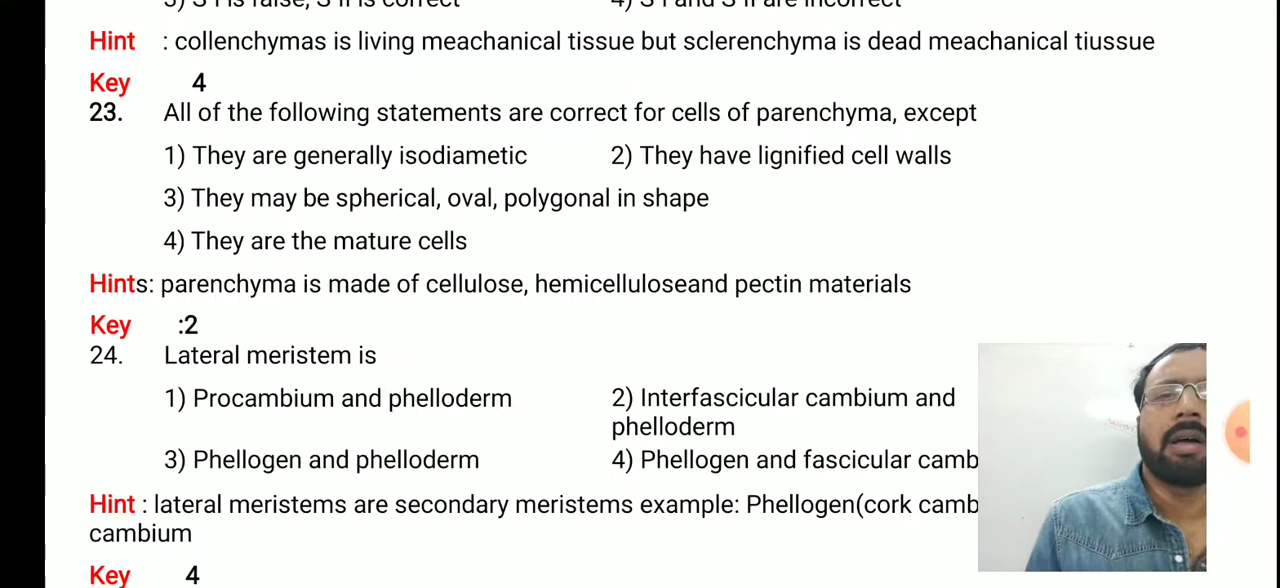 Hint : collenchymas is living meachanical tissue but sclerenchyma is dead meachanical tiussue
Key 4
23. All of the following statements are correct for cells of parenchyma, except
1) They are generally isodiametic 2) They have lignified cell walls
3) They may be spherical, oval, polygonal in shape
4) They are the mature cells
Hints: parenchyma is made of cellulose, hemicelluloseand pectin materials
Key :2
24. Lateral meristem is
1) Procambium and phelloderm 2) Interfascicular cambium and
phelloderm
3) Phellogen and phelloderm 4) Phellogen and fascicular camb
Hint : lateral meristems are secondary meristems example: Phellogen(cork camb
cambium
Key 4